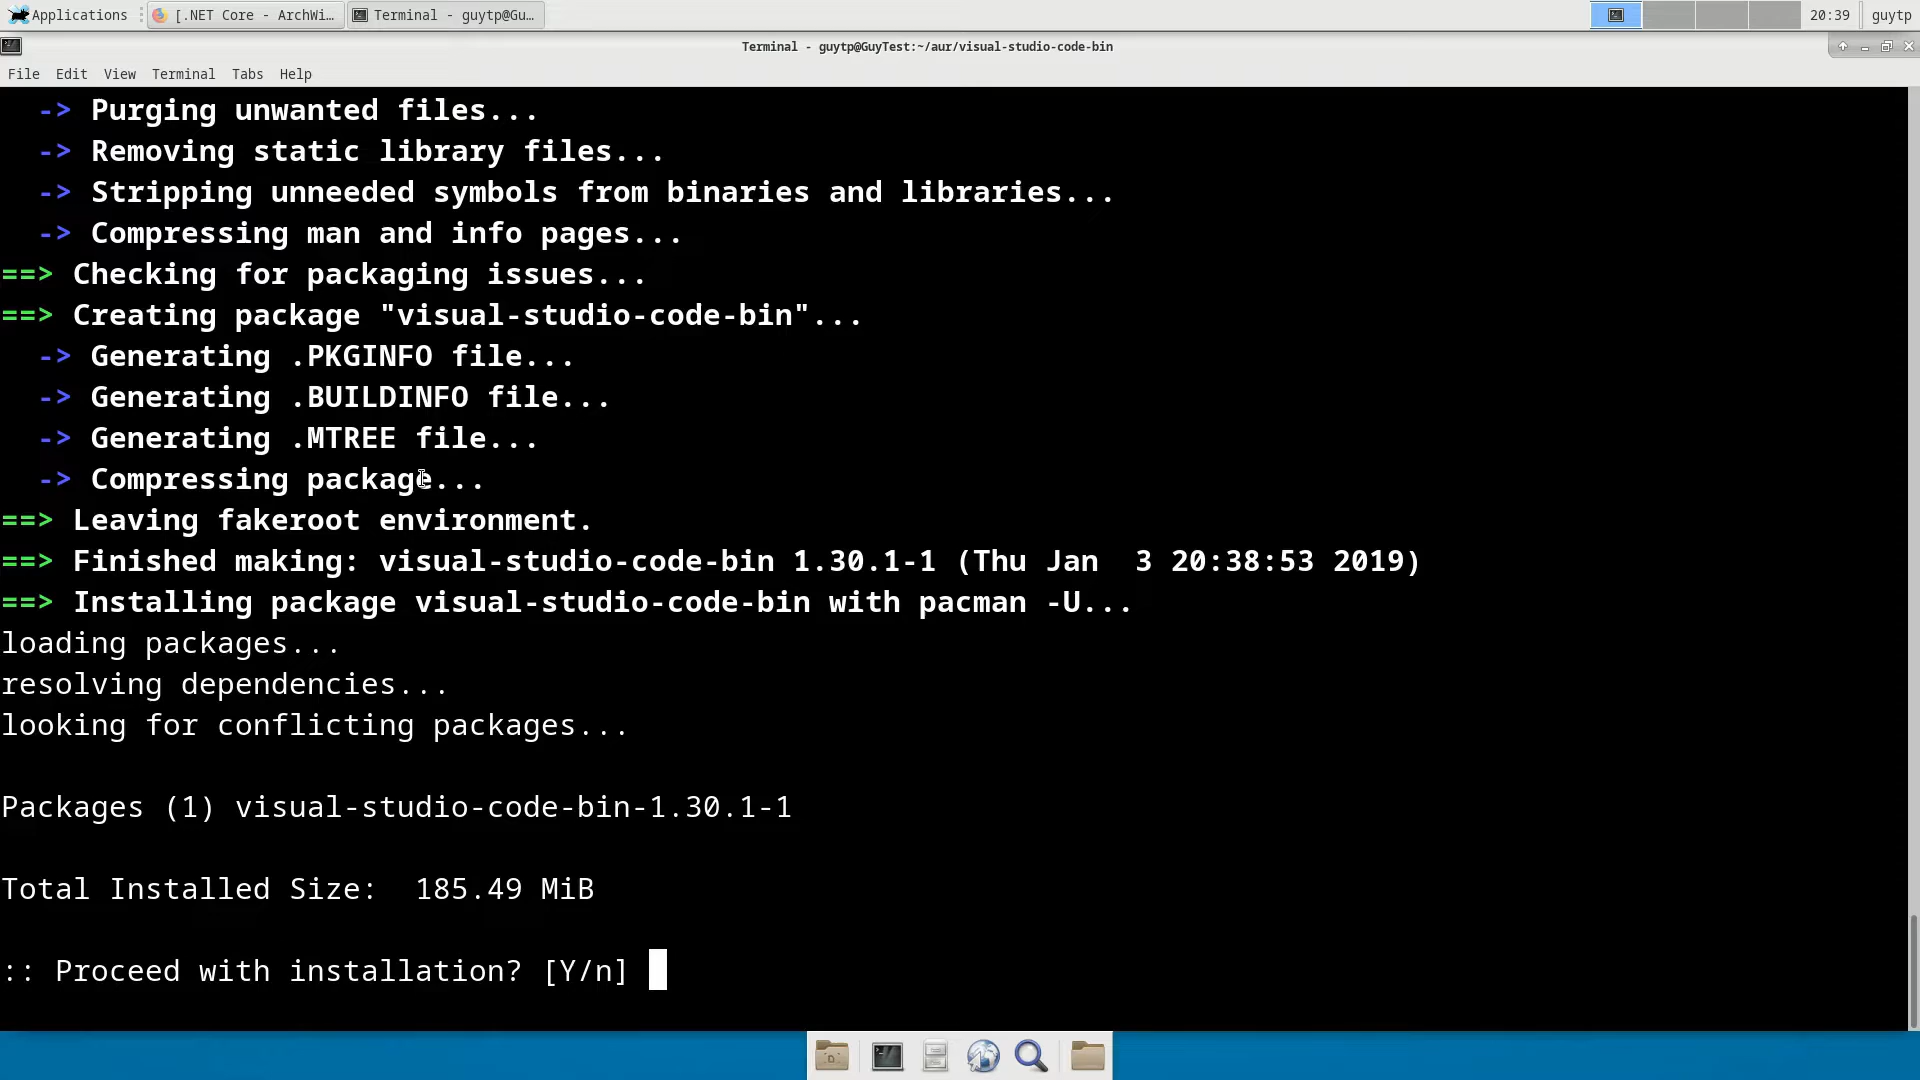 Applications
[.NET Core - ArchWi...
Terminal - guytp@Gu...
20:39
guytp
Terminal - guytp@GuyTest:~/aur/visual-studio-code-bin
File Edit View Terminal Tabs Help
-> Purging unwanted files...
-> Removing static library files...
-> Stripping unneeded symbols from binaries and libraries...
-> Compressing man and info pages...
==> Checking for packaging issues...
==> Creating package "visual-studio-code-bin"...
-> Generating .PKGINFO file...
-> Generating .BUILDINFO file...
-> Generating .MTREE file...
-> Compressing package...
==> Leaving fakeroot environment.
==> Finished making: visual-studio-code-bin 1.30.1-1 (Thu Jan  3 20:38:53 2019)
==> Installing package visual-studio-code-bin with pacman -U...
loading packages...
resolving dependencies...
looking for conflicting packages...
Packages (1) visual-studio-code-bin-1.30.1-1
Total Installed Size:  185.49 MiB
:: Proceed with installation? [Y/n]